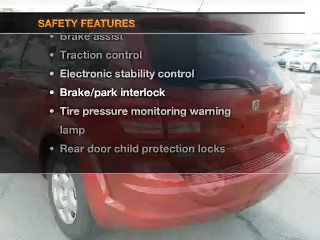 SAFETY FEATURES
• Brake assist
• Traction control
• Electronic stability control
• Brake/park interlock
• Tire pressure monitoring warning
lamp
• Rear door child protection locks